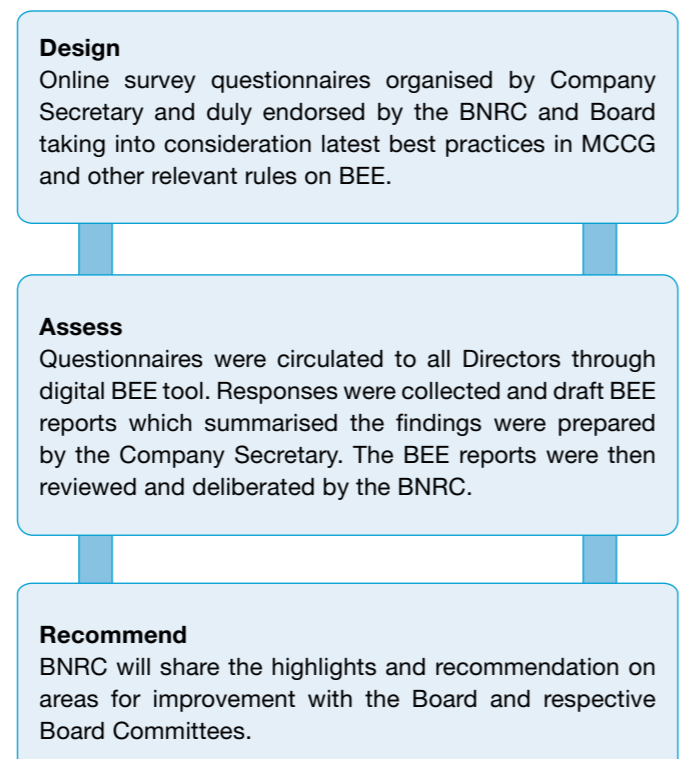 Design
Online survey questionnaires organised by Company
Secretary and duly endorsed by the BNRC and Board
taking into consideration latest best practices in MCCG
and other relevant rules on BEE.
Assess
Questionnaires were circulated to all Directors through
digital BEE tool. Responses were collected and draft BEE
reports which summarised the findings were prepared
by the Company Secretary. The BEE reports were then
reviewed and deliberated by the BNRC.
Recommend
BNRC will share the highlights and recommendation on
areas for improvement with the Board and respective
Board Committees.